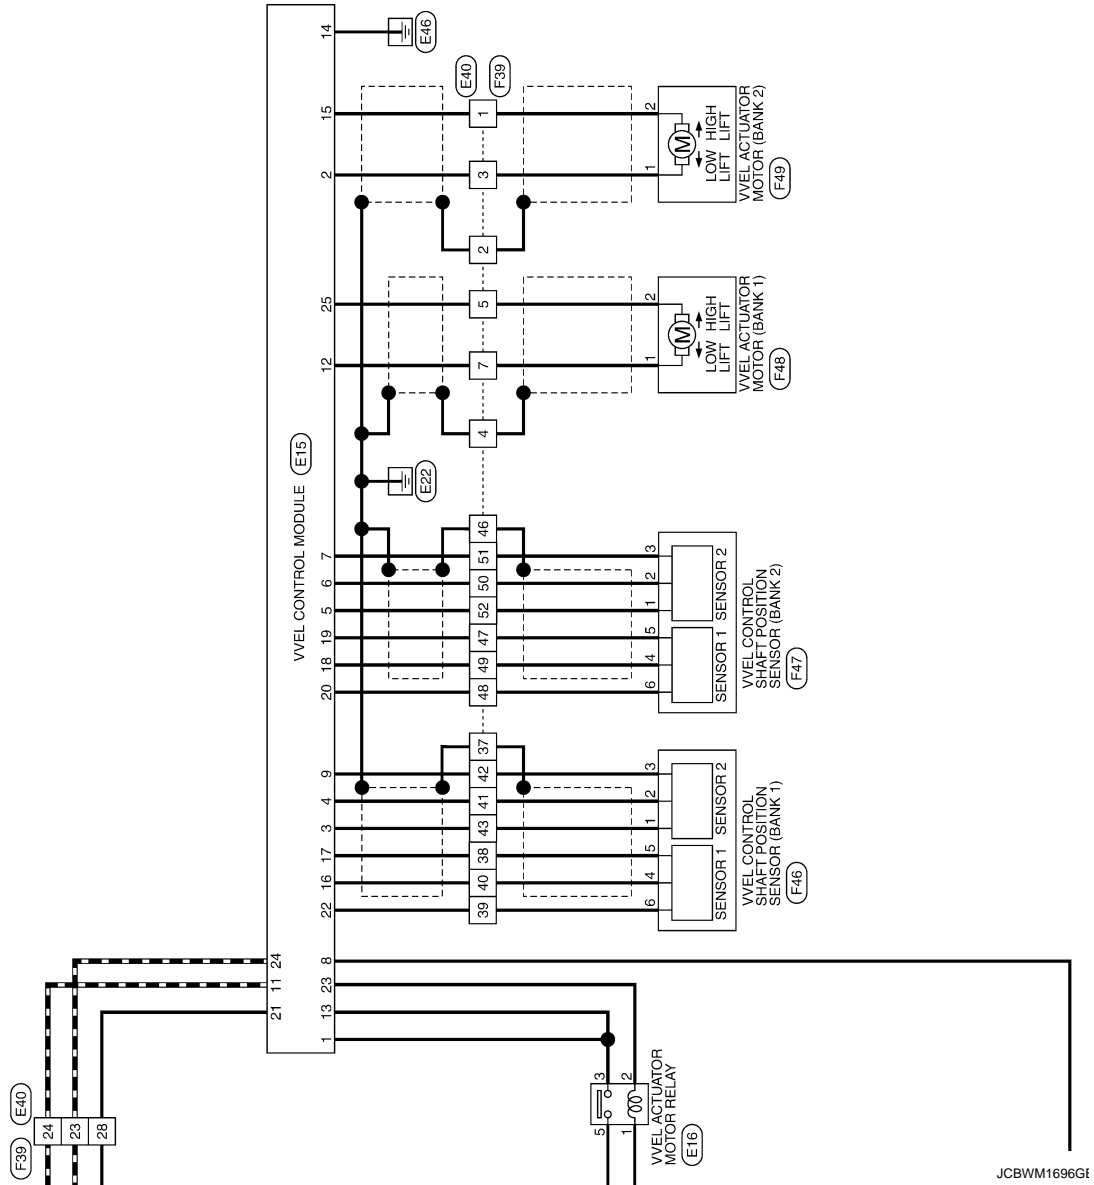 14
E46
E40
F39
15
1
2
2
3
1
LOW LIFT
HIGH LIFT
M
VVEL ACTUATOR
MOTOR (BANK 2)
F49
2
25
5
2
12
7
1
LOW LIFT
HIGH LIFT
M
VVEL ACTUATOR
MOTOR (BANK 1)
F48
4
VVEL CONTROL MODULE
E15
E22
46
7
51
3
6
50
2
5
52
1
19
47
5
18
49
4
20
48
6
SENSOR 1
SENSOR 2
VVEL CONTROL
SHAFT POSITION
SENSOR (BANK 2)
F47
37
9
42
3
4
41
2
3
43
1
17
38
5
16
40
4
22
39
6
SENSOR 1
SENSOR 2
VVEL CONTROL
SHAFT POSITION
SENSOR (BANK 1)
F46
24
8
11
23
21
13
1
3
2
5
1
VVEL ACTUATOR
MOTOR RELAY
E16
E40
24
23
28
F39
JCBWM1696GE